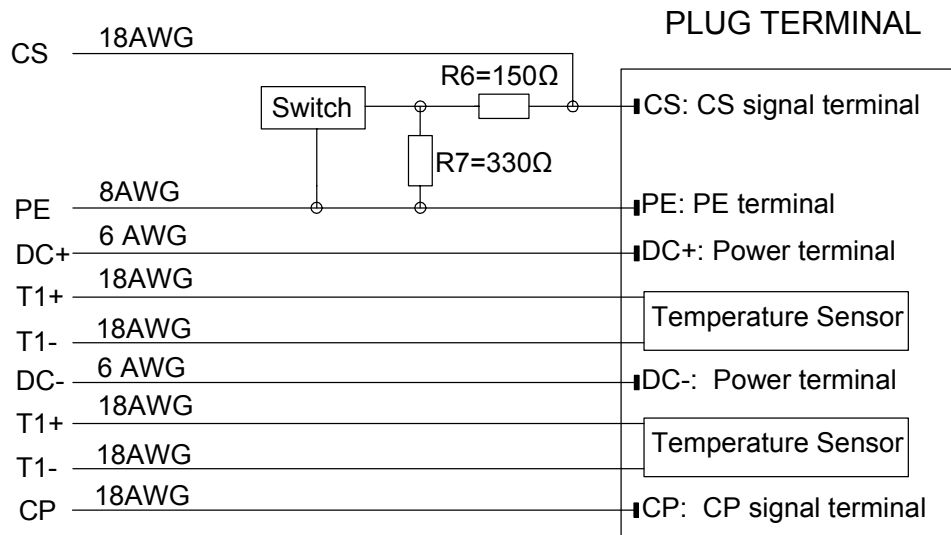 PLUG TERMINAL
CS 18AWG
R6=150Ω
Switch
CS: CS signal terminal
R7=330Ω
PE 8AWG PE: PE terminal
DC+ 6 AWG DC+: Power terminal
T1+ 18AWG
Temperature Sensor
T1- 18AWG
DC- 6 AWG DC-: Power terminal
T1+ 18AWG
Temperature Sensor
T1- 18AWG
CP 18AWG CP: CP signal terminal